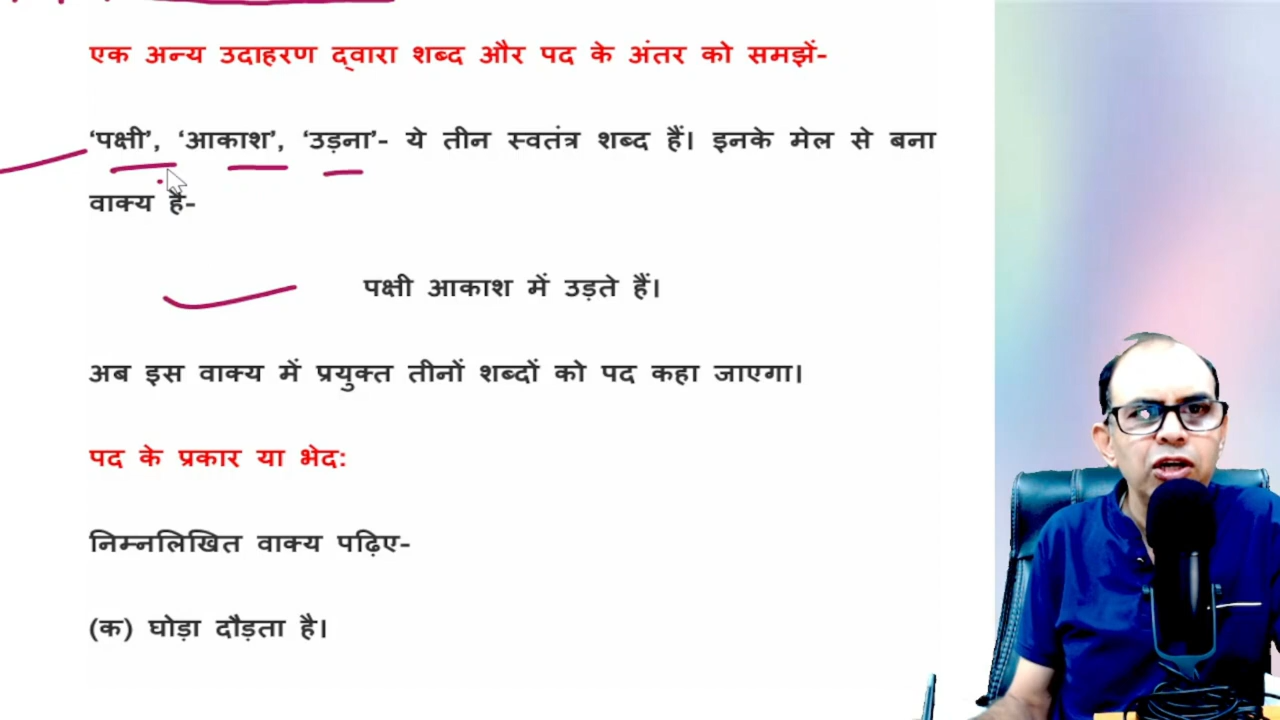 एक अन्य उदाहरण द्वारा शब्द और पद के अंतर को समझें-
‘पक्षी’, ‘आकाश’, ‘उड़ना’- ये तीन स्वतंत्र शब्द हैं। इनके मेल से बना
वाक्य है-
पक्षी आकाश में उड़ते हैं।
अब इस वाक्य में प्रयुक्त तीनों शब्दों को पद कहा जाएगा।
पद के प्रकार या भेद:
निम्नलिखित वाक्य पढ़िए-
(क) घोड़ा दौड़ता है।